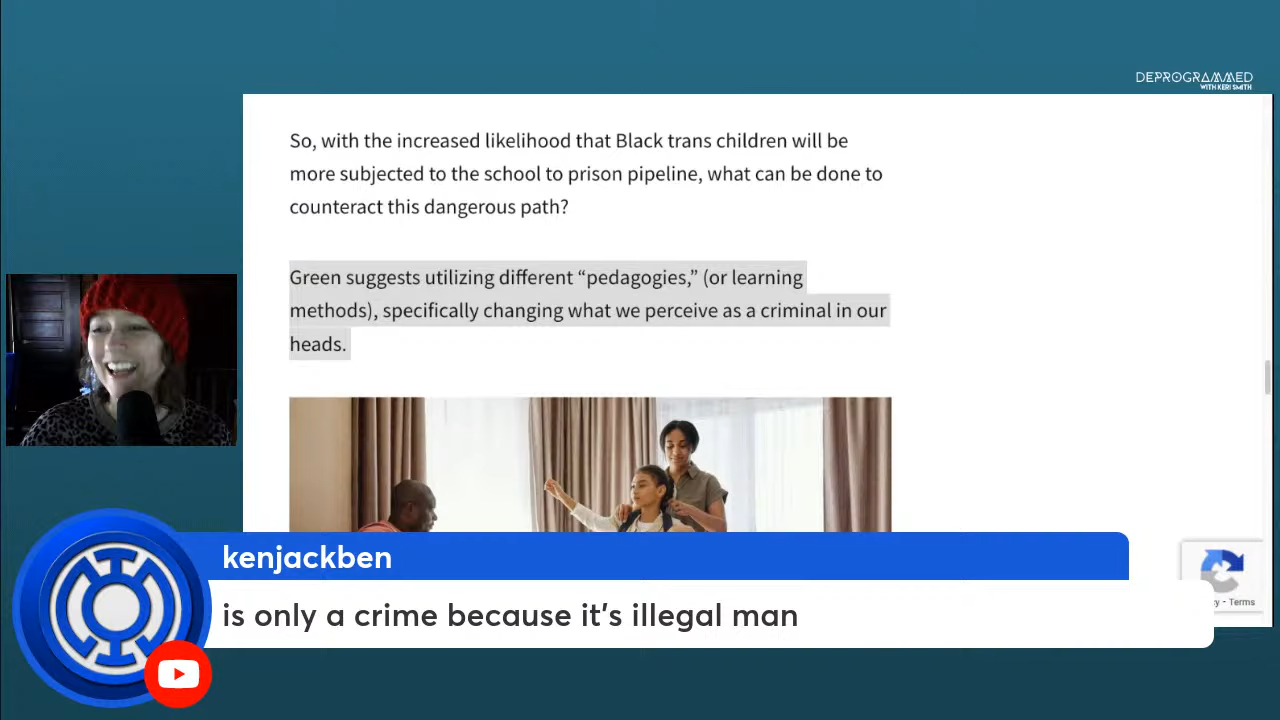 DEPROGRAMMED
WITH KERI SMITH
So, with the increased likelihood that Black trans children will be
more subjected to the school to prison pipeline, what can be done to
counteract this dangerous path?
Green suggests utilizing different “pedagogies,” (or learning
methods), specifically changing what we perceive as a criminal in our
heads.
kenjackben
is only a crime because it's illegal man
- Terms